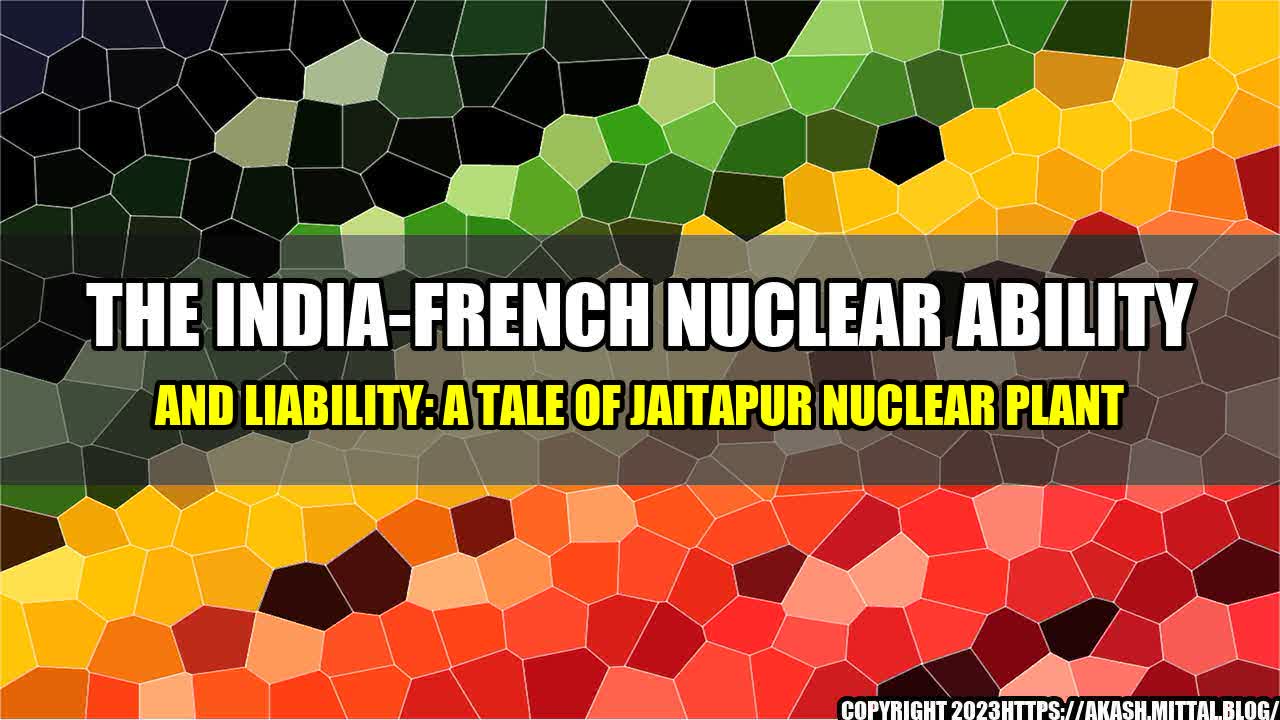 THE INDIA-FRENCH NUCLEAR ABILITY
AND LIABILITY: A TALE OF JAITAPUR NUCLEAR PLANT
COPYRIGHT 2023HTTPS://AKASH.MITTAL.BLOG/